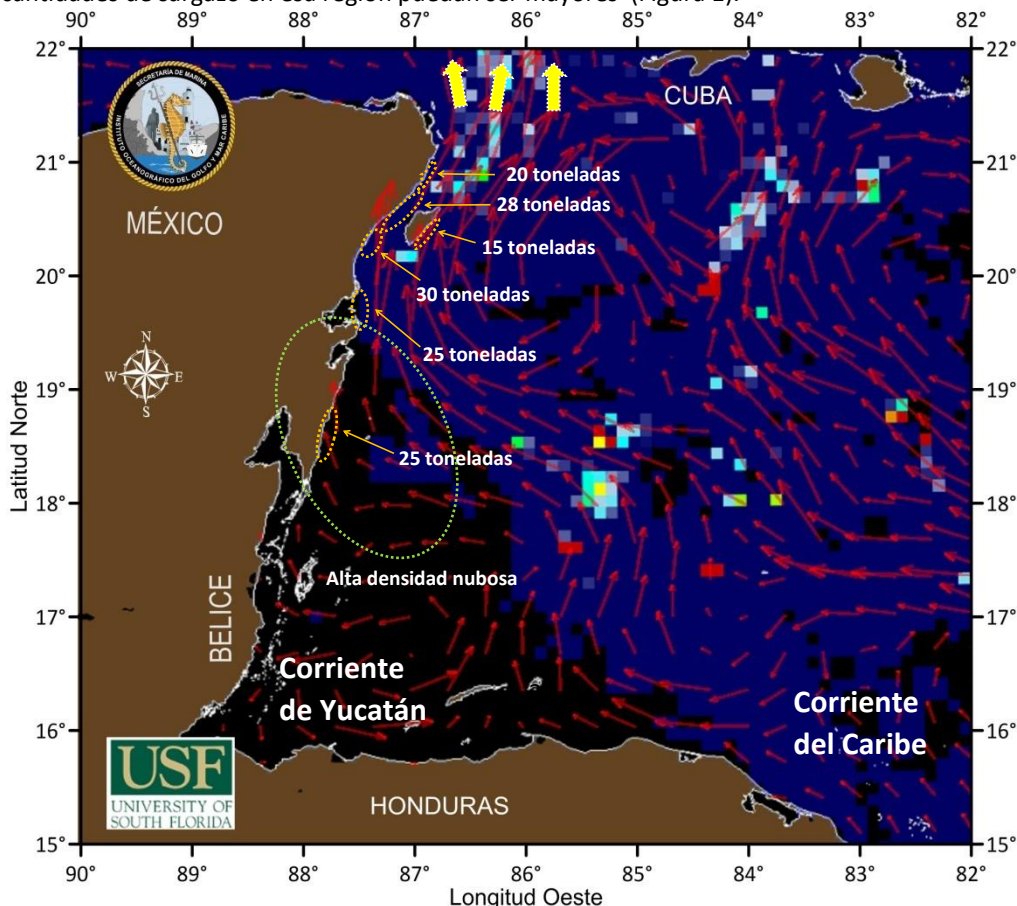 cantidades de sargazo en esa región puedan ser mayores (Figura 1).
90° 89° 88° 87° 86° 85° 84° 83° 82°
22° 22°
CUBA
SECRETARÍA DE MARINA
INSTITUTO OCEANOGRÁFICO DEL GOLFO Y MAR CARIBE
21° 21°
20 toneladas
28 toneladas
MÉXICO
15 toneladas
20° 20°
30 toneladas
N
25 toneladas
W E
19° 19°
S
Latitud Norte
25 toneladas
18° 18°
Alta densidad nubosa
BELICE
17° 17°
Corriente
de Yucatán
Corriente
del Caribe
16° 16°
USF
UNIVERSITY OF
SOUTH FLORIDA
HONDURAS
15° 15°
90° 89° 88° 87° 86° 85° 84° 83° 82°
Longitud Oeste